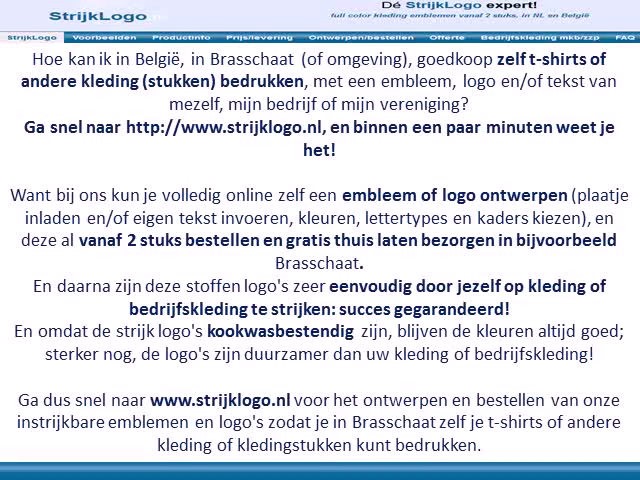 StrijkLogo
Dé StrijkLogo expert!
full color kleding emblemen vanaf 2 stuks, in NL en België
StrijkLogo Voorbeelden Productinfo Prijs/levering Ontwerpen/bestellen Offerte Bedrijfskleding mkb/zzp FAQ
Hoe kan ik in België, in Brasschaat (of omgeving), goedkoop zelf t-shirts of
andere kleding (stukken) bedrukken, met een embleem, logo en/of tekst van
mezelf, mijn bedrijf of mijn vereniging?
Ga snel naar http://www.strijklogo.nl, en binnen een paar minuten weet je
het!
Want bij ons kun je volledig online zelf een embleem of logo ontwerpen (plaatje
inladen en/of eigen tekst invoeren, kleuren, lettertypes en kaders kiezen), en
deze al vanaf 2 stuks bestellen en gratis thuis laten bezorgen in bijvoorbeeld
Brasschaat.
En daarna zijn deze stoffen logo's zeer eenvoudig door jezelf op kleding of
bedrijfskleding te strijken: succes gegarandeerd!
En omdat de strijk logo's kookwasbestendig zijn, blijven de kleuren altijd goed;
sterker nog, de logo's zijn duurzamer dan uw kleding of bedrijfskleding!
Ga dus snel naar www.strijklogo.nl voor het ontwerpen en bestellen van onze
instrijkbare emblemen en logo's zodat je in Brasschaat zelf je t-shirts of andere
kleding of kledingstukken kunt bedrukken.